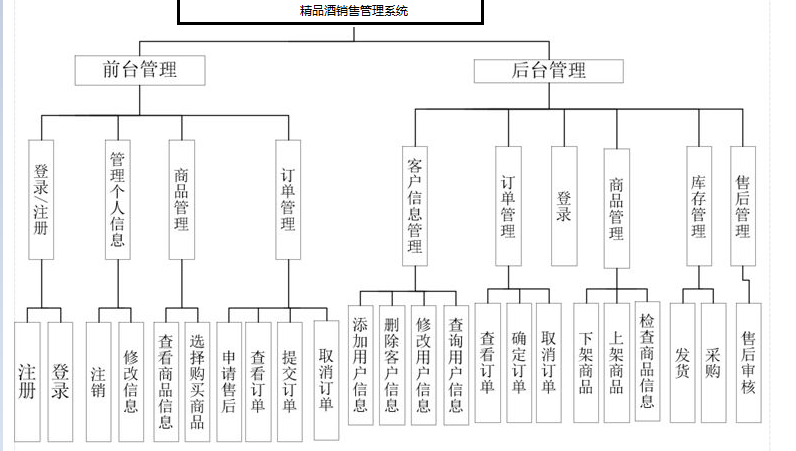 精品酒销售管理系统
前台管理
后台管理
登录/注册
管理个人信息
商品管理
订单管理
客户信息管理
订单管理
登录
商品管理
库存管理
售后管理
注册
登录
注销
修改信息
查看商品信息
选择购买商品
申请售后
查看订单
提交订单
取消订单
添加用户信息
删除客户信息
修改用户信息
查询用户信息
查看订单
确定订单
取消订单
下架商品
上架商品
检查商品信息
发货
采购
售后审核